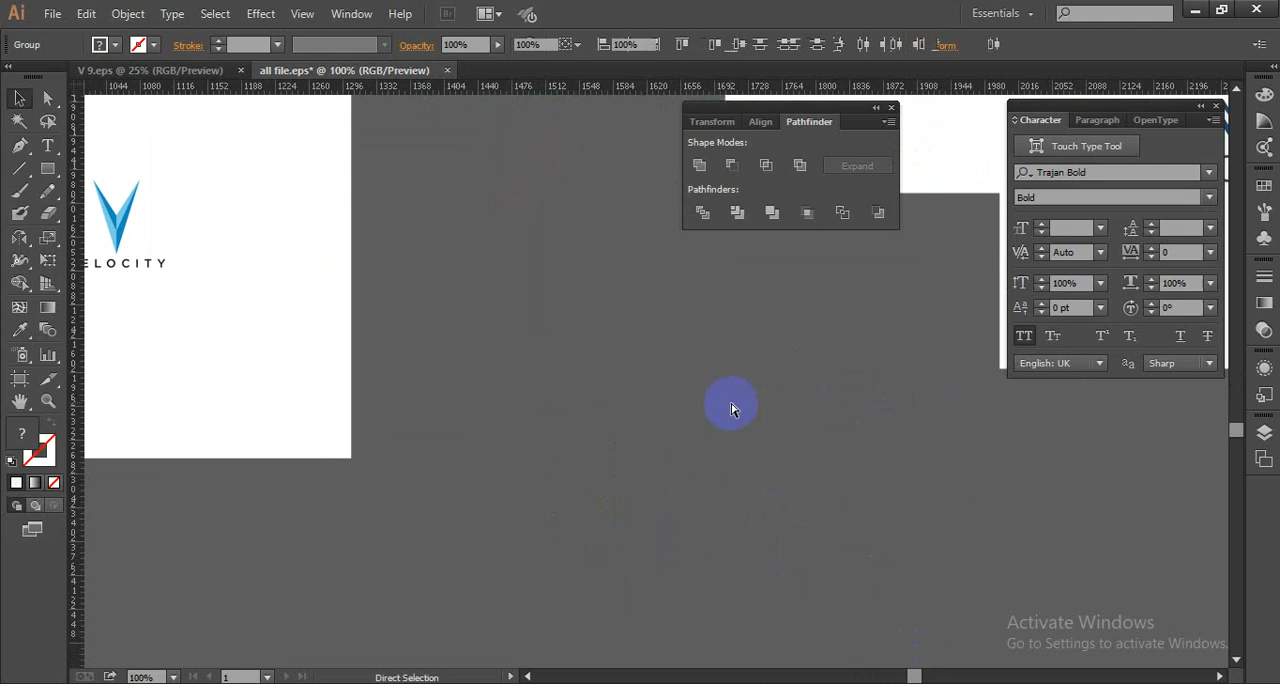 Ai File Edit Object Type Select Effect View Window Help Br Essentials
Group Stroke: Opacity: 100% 100% 100% Form
V 9.eps @ 25% (RGB/Preview) × all file.eps* @ 100% (RGB/Preview) ×
1044 1080 1116 1152 1188 1224 1260 1296 1332 1368 1404 1440 1476 1512 1548 1584 1620 1656 1692 1728 1764 1800 1836 1872 1908 1944 1980 2016 2052 2088 2124 2160 2196
Transform Align Pathfinder
Shape Modes:
Expand
Pathfinders:
Character Paragraph OpenType
Touch Type Tool
Trajan Bold
Bold
Auto 0
100% 100%
0 pt 0°
English: UK Sharp
ELOCITY
Activate Windows
Go to Settings to activate Windows.
100% 1 Direct Selection